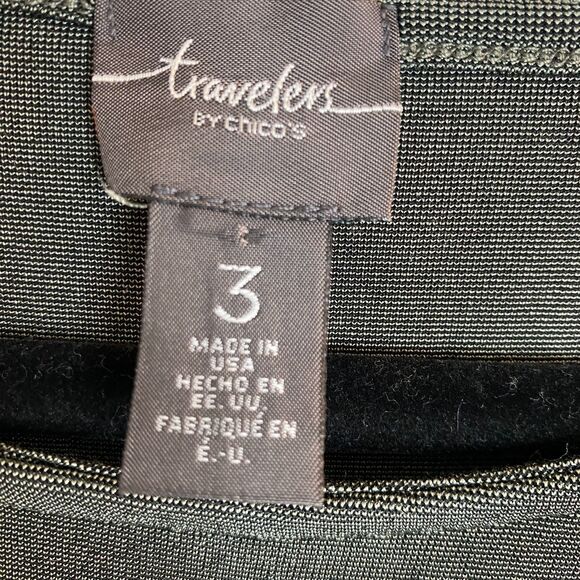 travelers
BY chico's
3
MADE IN
USA
HECHO EN
EE. UU.
FABRIQUÉ EN
É.-U.